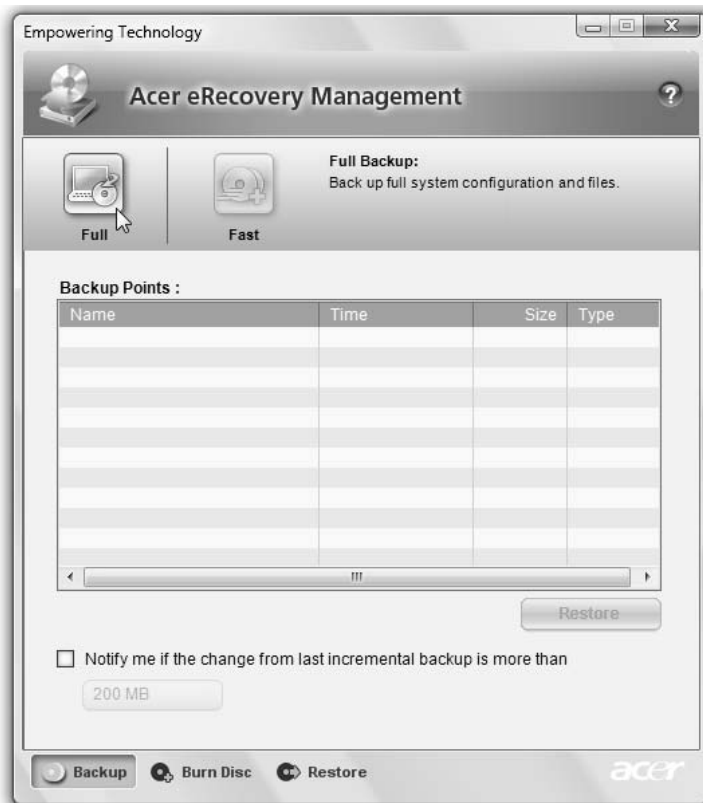 Empowering Technology
Acer eRecovery Management
?
Full Backup:
Back up full system configuration and files.
Full
Fast
Backup Points :
Name Time Size Type
Restore
Notify me if the change from last incremental backup is more than
200 MB
Backup Burn Disc Restore acer